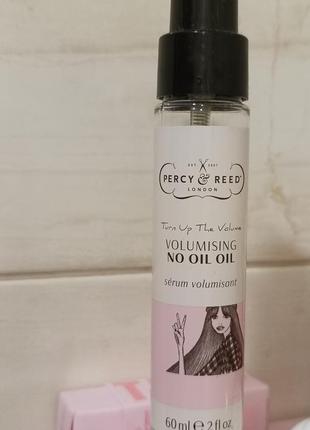 EST 2007
PERCY & REED
LONDON
Turn Up The Volume
VOLUMISING
NO OIL OIL
sérum volumisant
60 ml ℮ 2 fl.oz